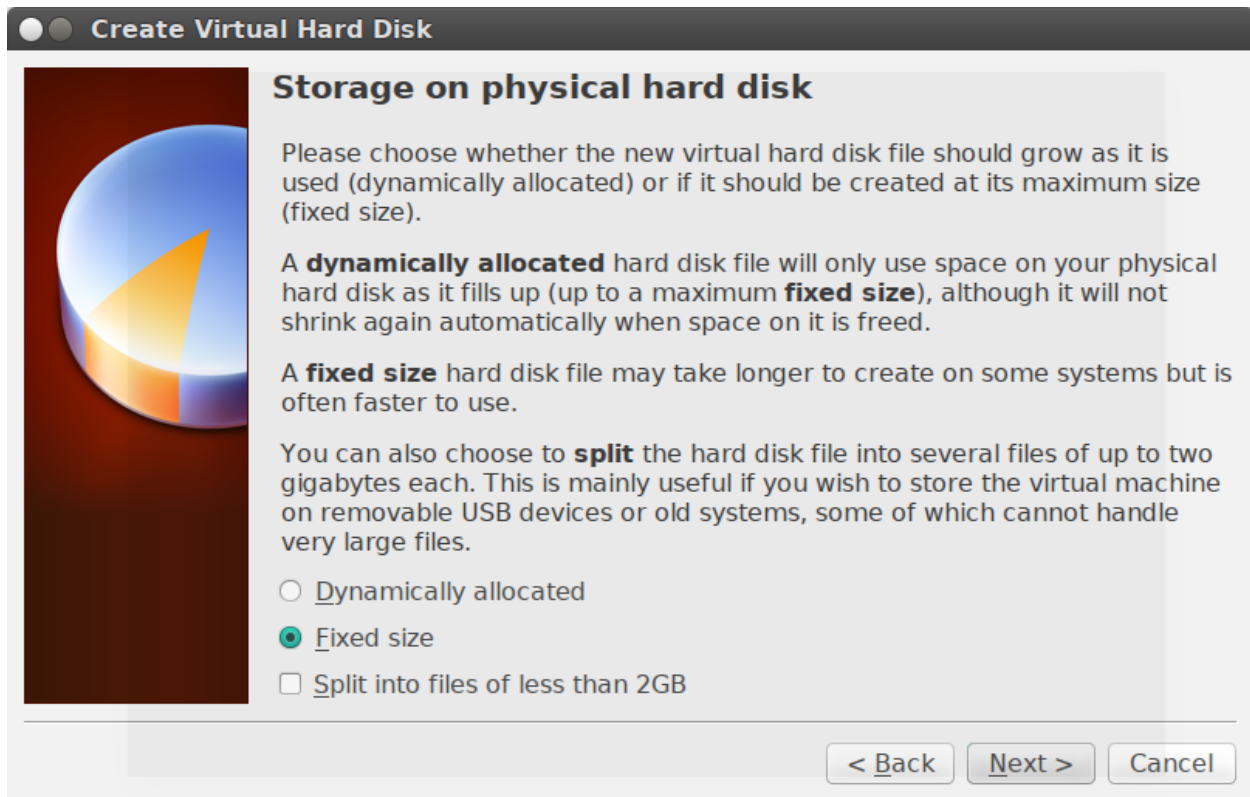 Create Virtual Hard Disk
Storage on physical hard disk
Please choose whether the new virtual hard disk file should grow as it is
used (dynamically allocated) or if it should be created at its maximum size
(fixed size).
A dynamically allocated hard disk file will only use space on your physical
hard disk as it fills up (up to a maximum fixed size), although it will not
shrink again automatically when space on it is freed.
A fixed size hard disk file may take longer to create on some systems but is
often faster to use.
You can also choose to split the hard disk file into several files of up to two
gigabytes each. This is mainly useful if you wish to store the virtual machine
on removable USB devices or old systems, some of which cannot handle
very large files.
Dynamically allocated
Fixed size
Split into files of less than 2GB
< Back Next > Cancel